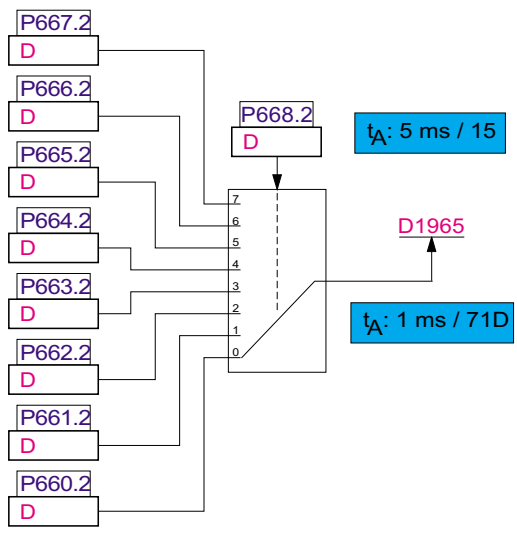 P667.2
D
P666.2
D
P665.2
D
P664.2
D
P663.2
D
P662.2
D
P661.2
D
P660.2
D
P668.2
D
7
6
5
4
3
2
1
0
tA: 5 ms / 15
D1965
tA: 1 ms / 71D